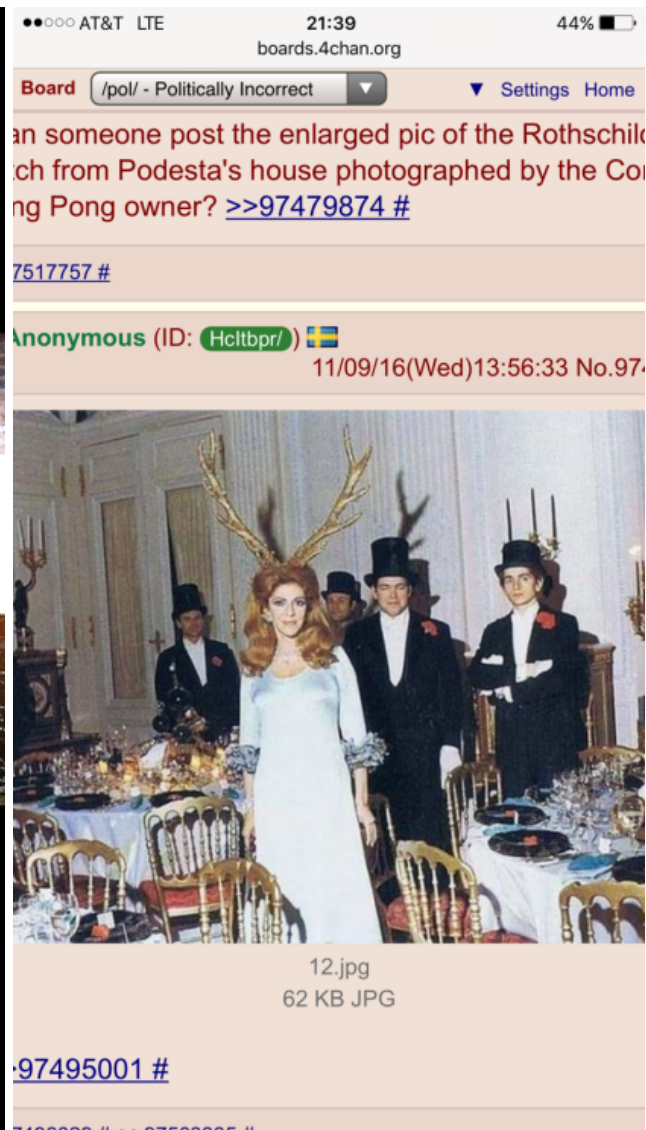 AT&T LTE 21:39 44%
boards.4chan.org
Board /pol/ - Politically Incorrect ▼ ▼ Settings Home
an someone post the enlarged pic of the Rothschild
tch from Podesta's house photographed by the Co
ng Pong owner? >>97479874 #
7517757 #
Anonymous (ID: HcItbpr/)
11/09/16(Wed)13:56:33 No.974
12.jpg
62 KB JPG
>97495001 #